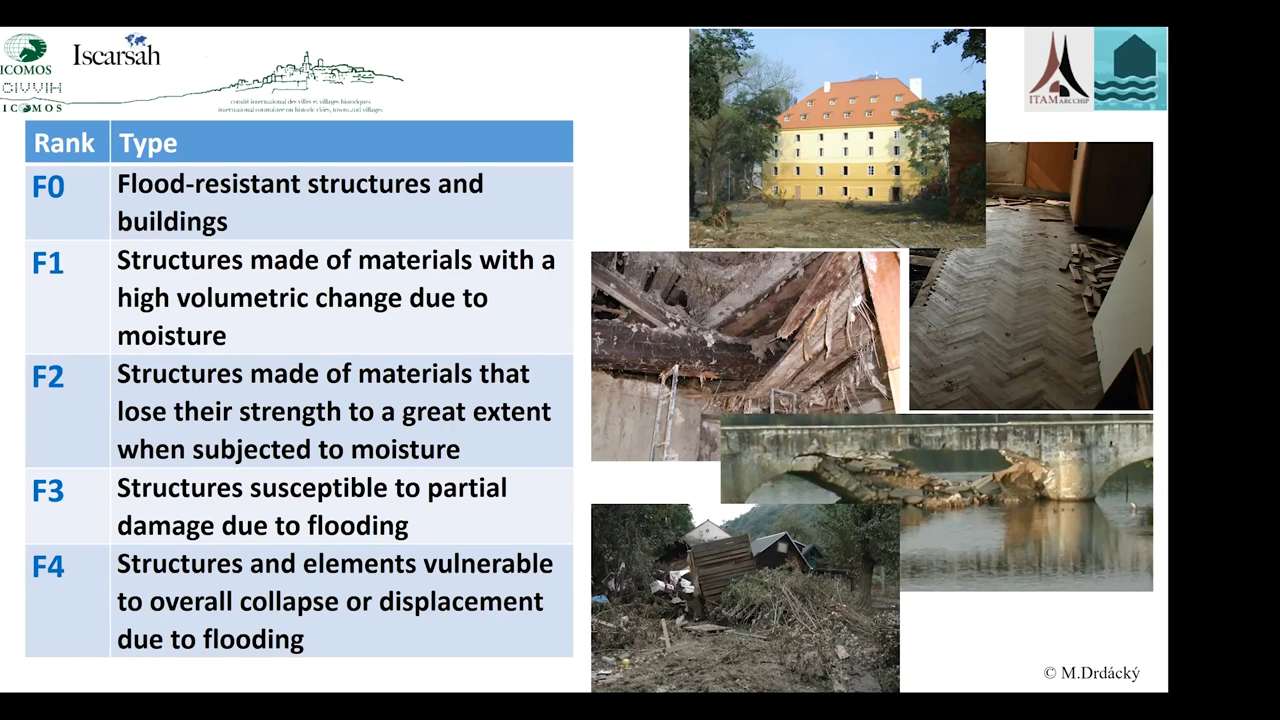 ICOMOS
CIVVIH
ICOMOS
Iscarsah
comité international des villes et villages historiques
international committee on historic cities, towns and villages
ITAM ARCCHIP
Rank Type
F0 Flood-resistant structures and
buildings
F1 Structures made of materials with a
high volumetric change due to
moisture
F2 Structures made of materials that
lose their strength to a great extent
when subjected to moisture
F3 Structures susceptible to partial
damage due to flooding
F4 Structures and elements vulnerable
to overall collapse or displacement
due to flooding
© M.Drdácký